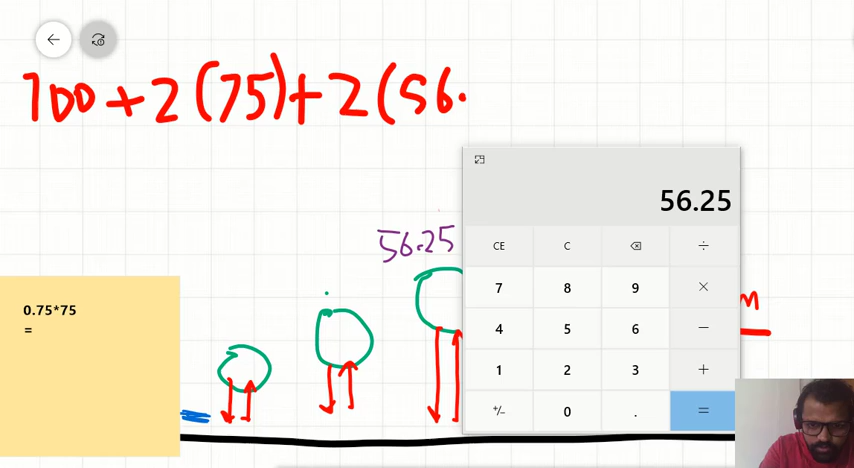 100 + 2 (75) + 2 (56.
56.25
56.25
CE C ÷
7 8 9 ×
4 5 6 −
1 2 3 +
+/− 0 . =
0.75*75
=
M